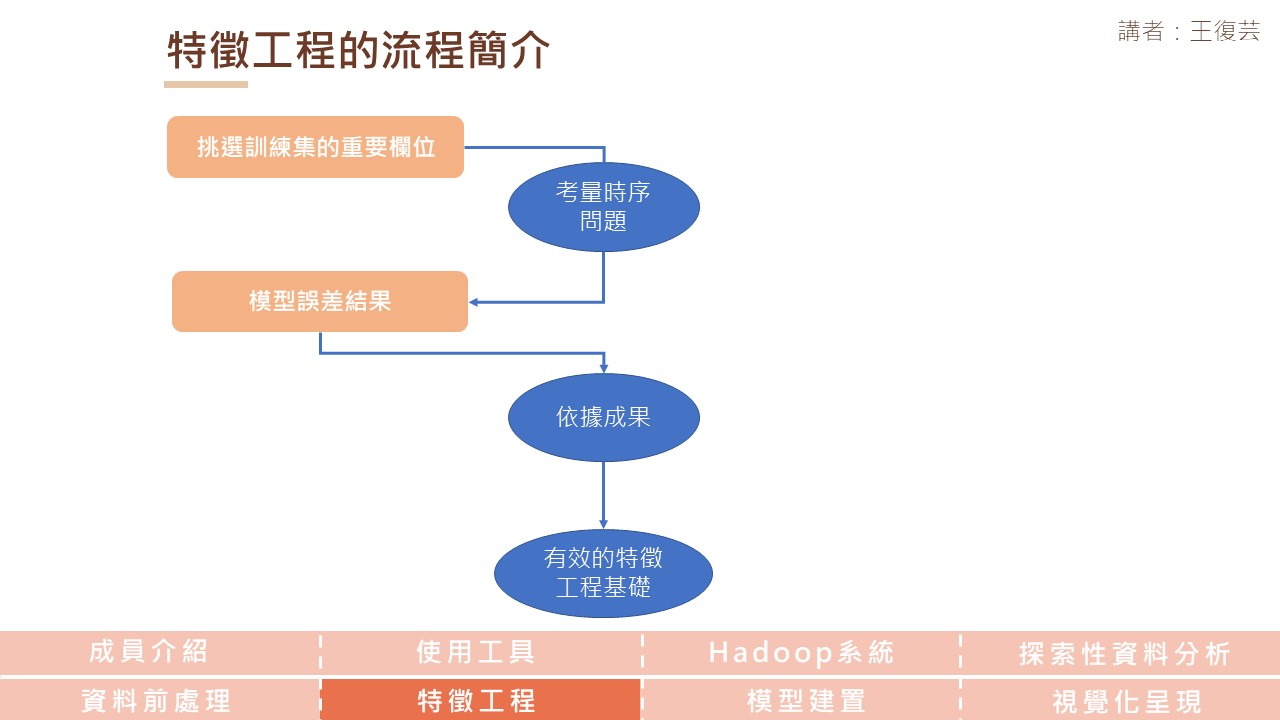 特徵工程的流程簡介
講者：王復芸
挑選訓練集的重要欄位
考量時序
問題
模型誤差結果
依據成果
有效的特徵
工程基礎
成員介紹
使用工具
Hadoop系統
探索性資料分析
資料前處理
特徵工程
模型建置
視覺化呈現